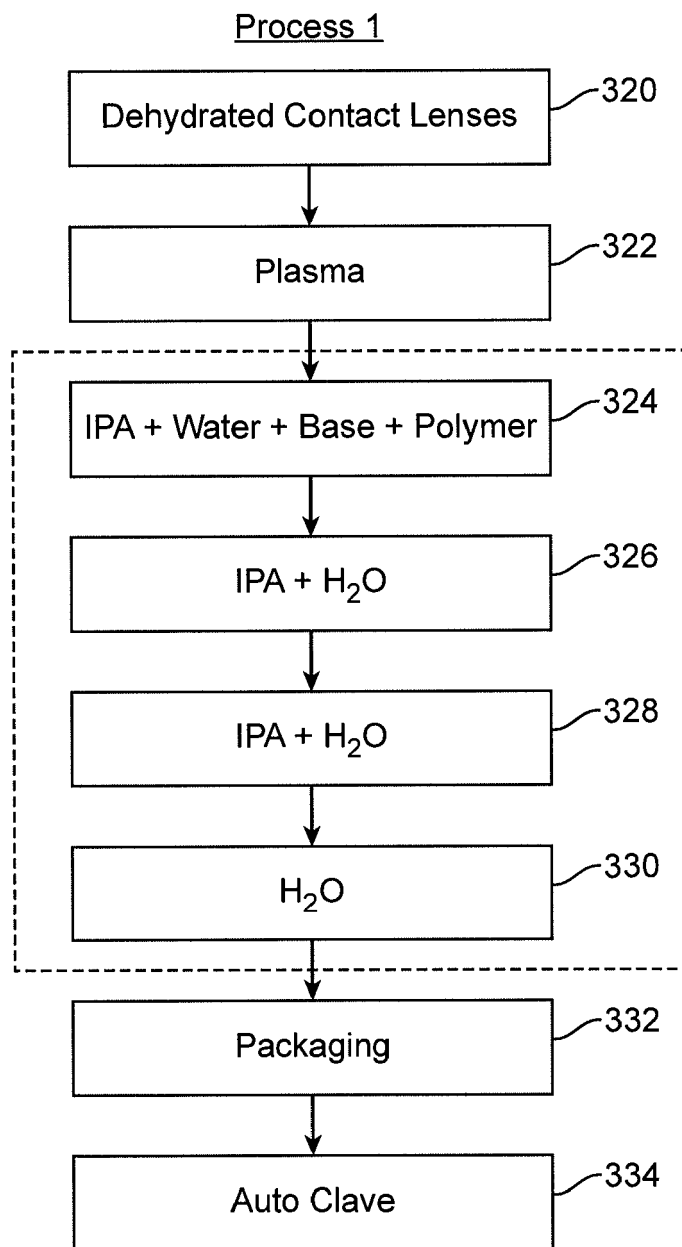 Process 1
Dehydrated Contact Lenses
320
Plasma
322
IPA + Water + Base + Polymer
324
IPA + H₂O
326
IPA + H₂O
328
H₂O
330
Packaging
332
Auto Clave
334